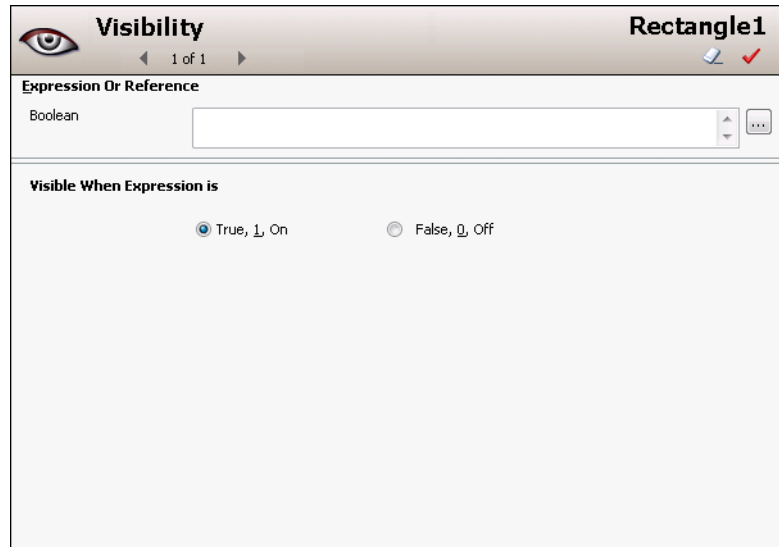 Visibility
Rectangle1
1 of 1
Expression Or Reference
Boolean
...
Visible When Expression is
True, 1, On
False, 0, Off